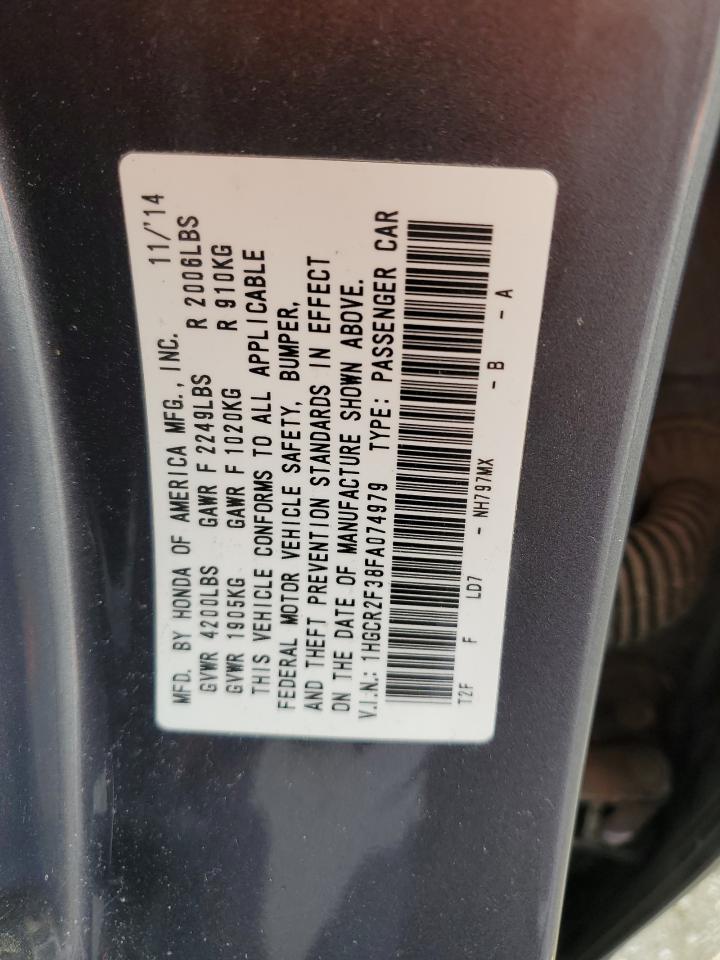 MFD. BY HONDA OF AMERICA MFG., INC. 11/'14
GVWR 4200LBS GAWR F 2249LBS R 2006LBS
GVWR 1905KG GAWR F 1020KG R 910KG
THIS VEHICLE CONFORMS TO ALL APPLICABLE
FEDERAL MOTOR VEHICLE SAFETY, BUMPER,
AND THEFT PREVENTION STANDARDS IN EFFECT
ON THE DATE OF MANUFACTURE SHOWN ABOVE.
V.I.N.: 1HGCR2F38FA074979 TYPE: PASSENGER CAR
T2F F LD7 - NH797MX - B - A